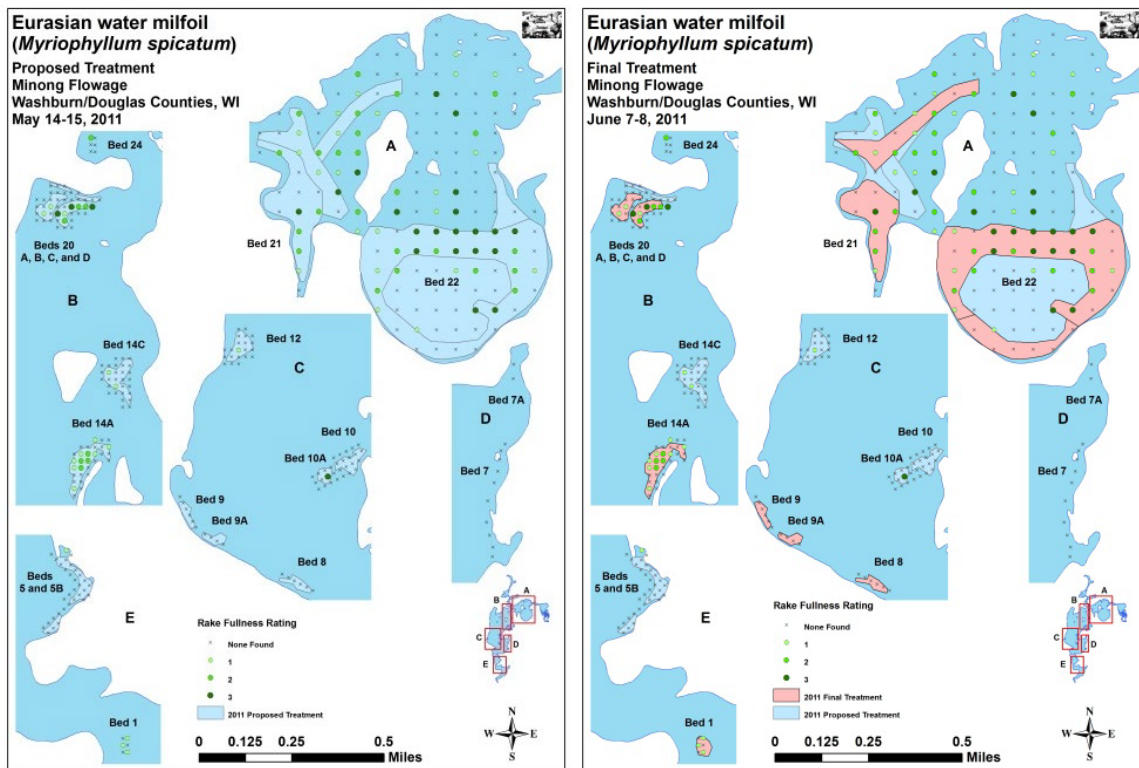 Eurasian water milfoil
(Myriophyllum spicatum)
Proposed Treatment
Minong Flowage
Washburn/Douglas Counties, WI
May 14-15, 2011
Bed 24
A
Beds 20
A, B, C, and D
Bed 21
Bed 22
B
Bed 14C
Bed 12
C
Bed 7A
D
Bed 14A
Bed 10
Bed 10A
Bed 7
Bed 9
Bed 9A
Bed 8
Beds
5 and 5B
E
Rake Fullness Rating
None Found
1
2
3
2011 Proposed Treatment
Bed 1
A
B
C
D
E
N
W
E
S
0
0.125
0.25
0.5
Miles
Eurasian water milfoil
(Myriophyllum spicatum)
Final Treatment
Minong Flowage
Washburn/Douglas Counties, WI
June 7-8, 2011
Bed 24
A
Beds 20
A, B, C, and D
Bed 21
Bed 22
B
Bed 14C
Bed 12
C
Bed 7A
D
Bed 14A
Bed 10
Bed 10A
Bed 7
Bed 9
Bed 9A
Bed 8
Beds
5 and 5B
E
Rake Fullness Rating
None Found
1
2
3
2011 Final Treatment
2011 Proposed Treatment
Bed 1
A
B
C
D
E
N
W
E
S
0
0.125
0.25
0.5
Miles